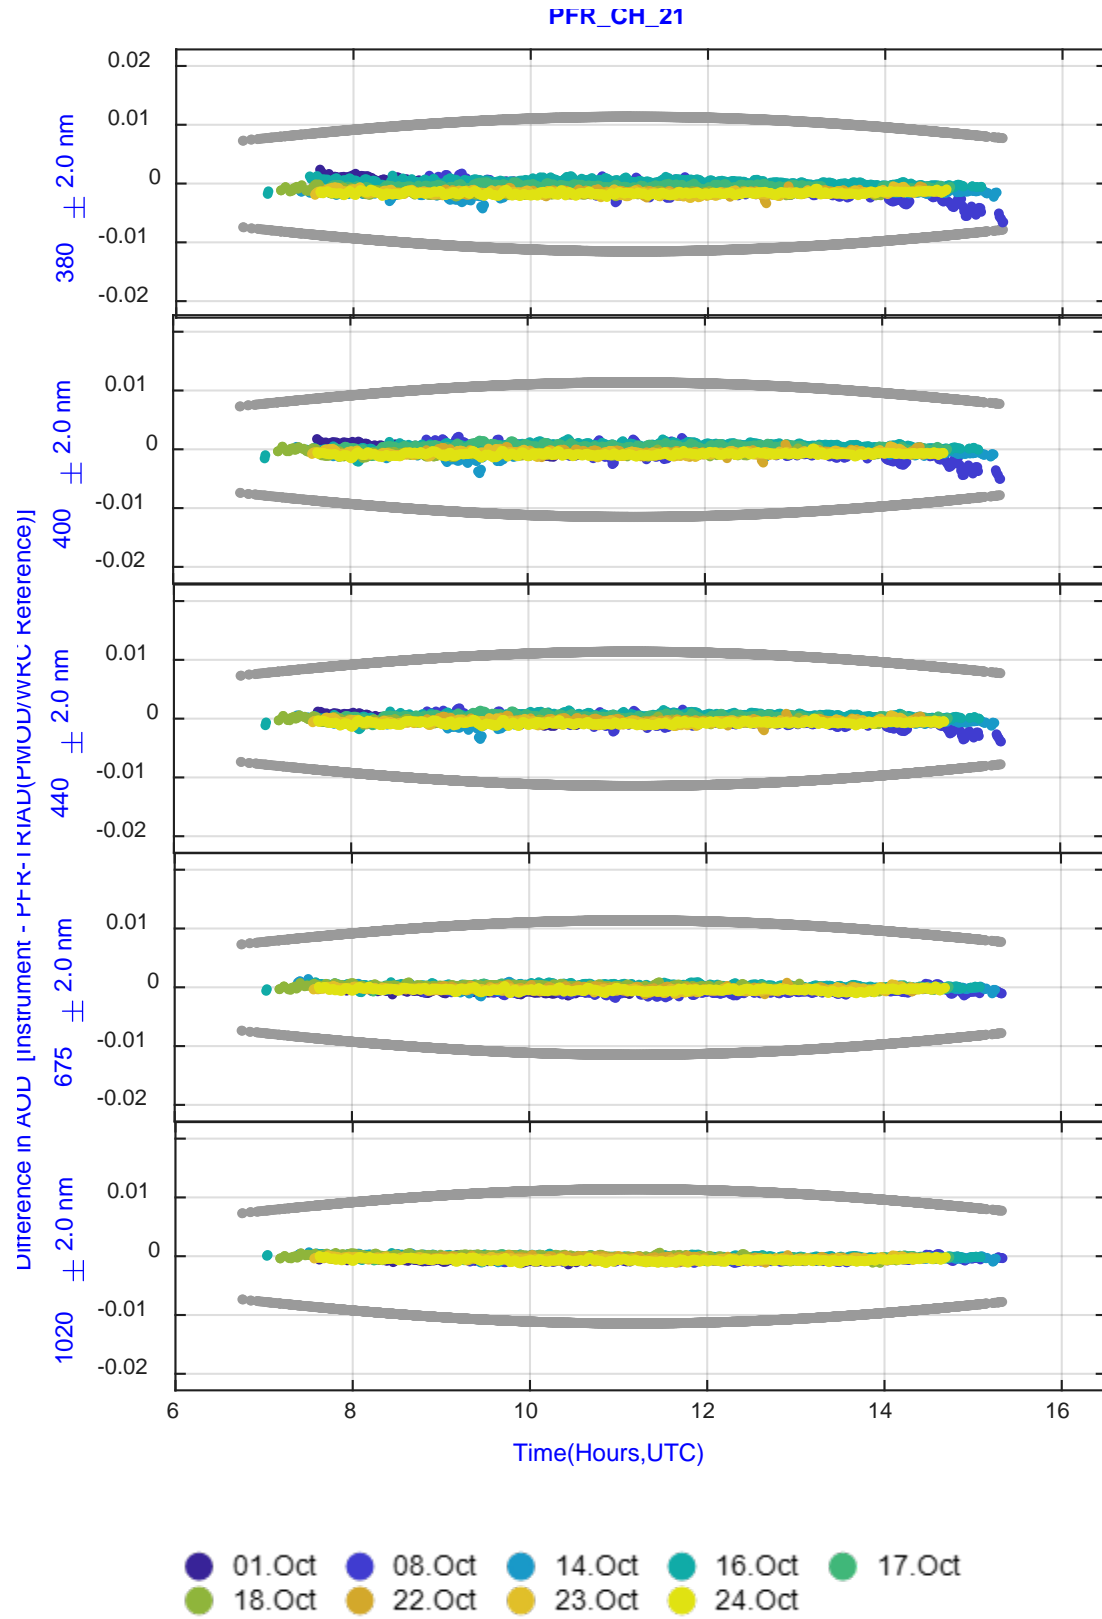 PFR_CH_21
Difference in AOD [Instrument - PFR-TRIAD(PMOD/WRC Reference)]
380 ± 2.0 nm
0.02
0.01
0
-0.01
-0.02
400 ± 2.0 nm
0.01
0
-0.01
-0.02
440 ± 2.0 nm
0.01
0
-0.01
-0.02
675 ± 2.0 nm
0.01
0
-0.01
-0.02
1020 ± 2.0 nm
0.01
0
-0.01
-0.02
6 8 10 12 14 16
Time(Hours,UTC)
01.Oct 08.Oct 14.Oct 16.Oct 17.Oct
18.Oct 22.Oct 23.Oct 24.Oct